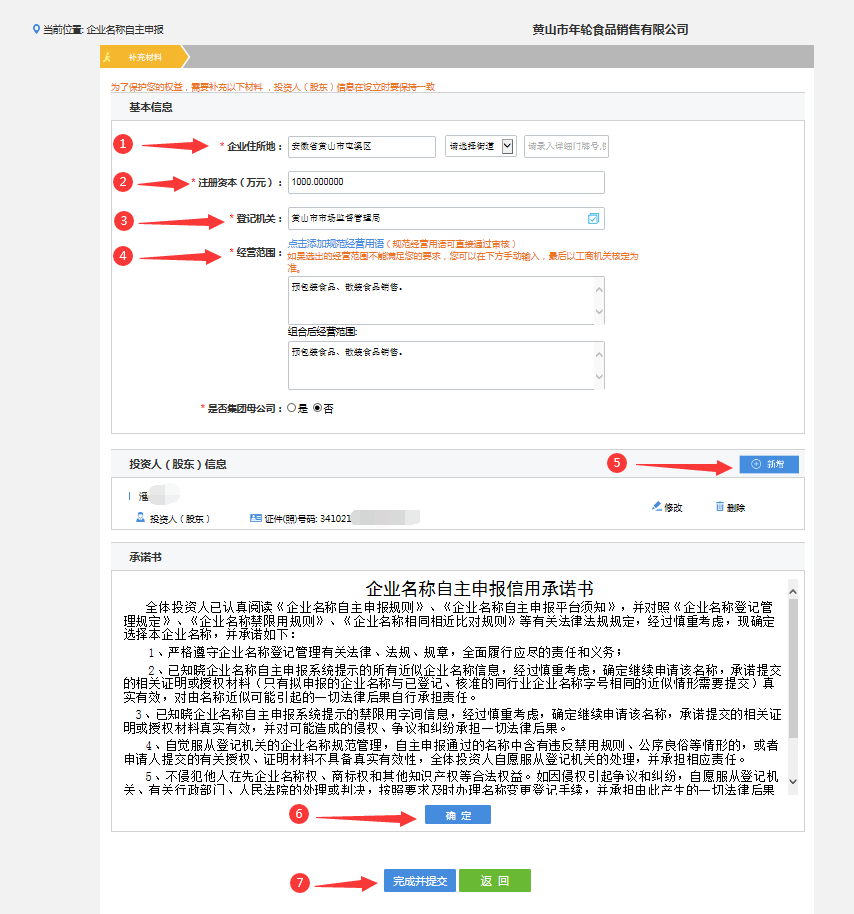 当前位置: 企业名称自主申报
黄山市年轮食品销售有限公司
补充材料
为了保护您的权益，需要补充以下材料 ，投资人（股东）信息在设立时要保持一致
基本信息
1
* 企业住所地： 安徽省黄山市屯溪区 请选择街道 请录入详细门牌号,例
2
* 注册资本（万元）： 1000.000000
3
* 登记机关： 黄山市市场监督管理局
4
* 经营范围： 点击添加规范经营用语（规范经营用语可直接通过审核）
如果选出的经营范围不能满足您的要求，您可以在下方手动输入，最后以工商机关核定为
准。
预包装食品、散装食品销售。
组合后经营范围:
预包装食品、散装食品销售。
* 是否集团母公司： 是 否
投资人（股东）信息
5
新增
投资人（股东） 证件(照)号码: 341021
修改 删除
承诺书
企业名称自主申报信用承诺书
全体投资人已认真阅读《企业名称自主申报规则》、《企业名称自主申报平台须知》，并对照《企业名称登记管
理规定》、《企业名称禁限用规则》、《企业名称相同相近比对规则》等有关法律法规规定，经过慎重考虑，现确定
选择本企业名称，并承诺如下：
1、严格遵守企业名称登记管理有关法律、法规、规章，全面履行应尽的责任和义务；
2、已知晓企业名称自主申报系统提示的所有近似企业名称信息，经过慎重考虑，确定继续申请该名称，承诺提交
的相关证明或授权材料（只有拟申报的企业名称与已登记、核准的同行业企业名称字号相同的近似情形需要提交）真
实有效，对由名称近似可能引起的一切法律后果自行承担责任。
3、已知晓企业名称自主申报系统提示的禁限用字词信息，经过慎重考虑，确定继续申请该名称，承诺提交的相关证
明或授权材料真实有效，并对可能造成的侵权、争议和纠纷承担一切法律后果。
4、自觉服从登记机关的企业名称规范管理，自主申报通过的名称中含有违反禁用规则、公序良俗等情形的，或者
申请人提交的有关授权、证明材料不具备真实有效性，全体投资人自愿服从登记机关的处理，并承担相应责任。
5、不侵犯他人在先企业名称权、商标权和其他知识产权等合法权益。如因侵权引起争议和纠纷，自愿服从登记机
关、有关行政部门、人民法院的处理或判决，按照要求及时办理名称变更登记手续，并承担由此产生的一切法律后果
6
确 定
7
完成并提交 返 回